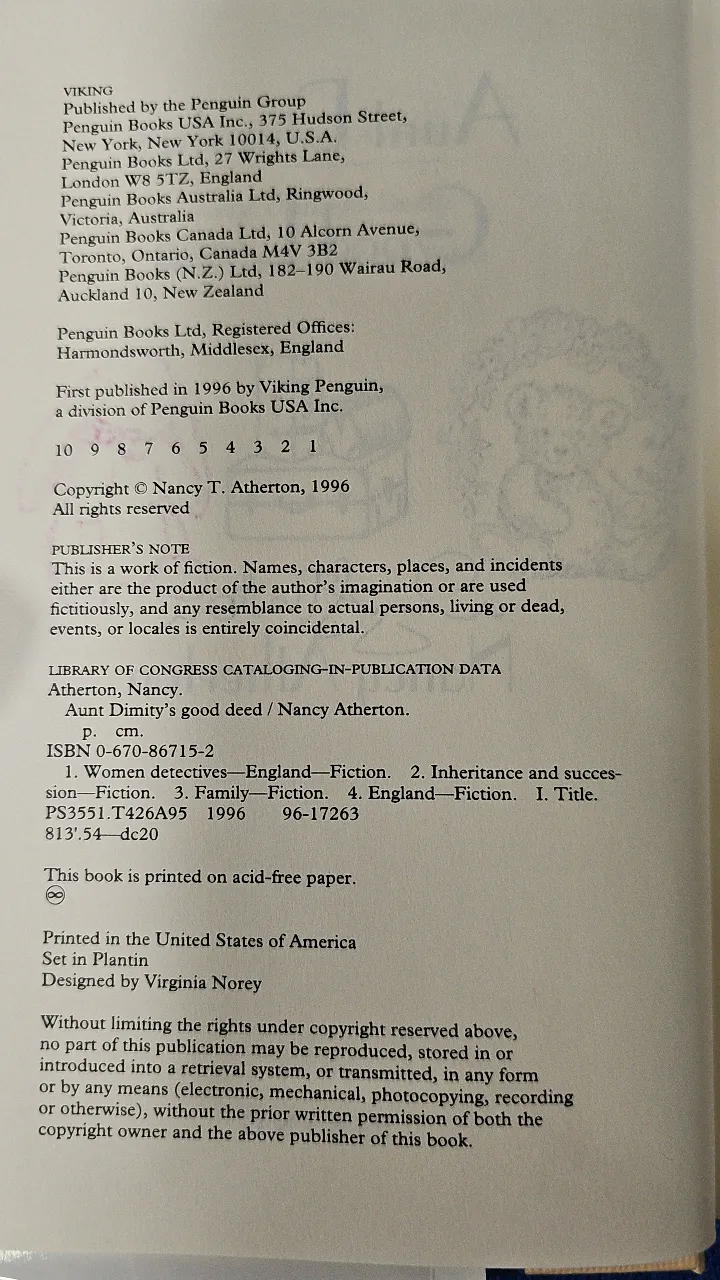 VIKING
Published by the Penguin Group
Penguin Books USA Inc., 375 Hudson Street,
New York, New York 10014, U.S.A.
Penguin Books Ltd, 27 Wrights Lane,
London W8 5TZ, England
Penguin Books Australia Ltd, Ringwood,
Victoria, Australia
Penguin Books Canada Ltd, 10 Alcorn Avenue,
Toronto, Ontario, Canada M4V 3B2
Penguin Books (N.Z.) Ltd, 182–190 Wairau Road,
Auckland 10, New Zealand
Penguin Books Ltd, Registered Offices:
Harmondsworth, Middlesex, England
First published in 1996 by Viking Penguin,
a division of Penguin Books USA Inc.
10 9 8 7 6 5 4 3 2 1
Copyright © Nancy T. Atherton, 1996
All rights reserved
PUBLISHER'S NOTE
This is a work of fiction. Names, characters, places, and incidents
either are the product of the author's imagination or are used
fictitiously, and any resemblance to actual persons, living or dead,
events, or locales is entirely coincidental.
LIBRARY OF CONGRESS CATALOGING-IN-PUBLICATION DATA
Atherton, Nancy.
Aunt Dimity's good deed / Nancy Atherton.
p. cm.
ISBN 0-670-86715-2
1. Women detectives—England—Fiction. 2. Inheritance and succes-
sion—Fiction. 3. Family—Fiction. 4. England—Fiction. I. Title.
PS3551.T426A95 1996 96-17263
813'.54—dc20
This book is printed on acid-free paper.
∞
Printed in the United States of America
Set in Plantin
Designed by Virginia Norey
Without limiting the rights under copyright reserved above,
no part of this publication may be reproduced, stored in or
introduced into a retrieval system, or transmitted, in any form
or by any means (electronic, mechanical, photocopying, recording
or otherwise), without the prior written permission of both the
copyright owner and the above publisher of this book.